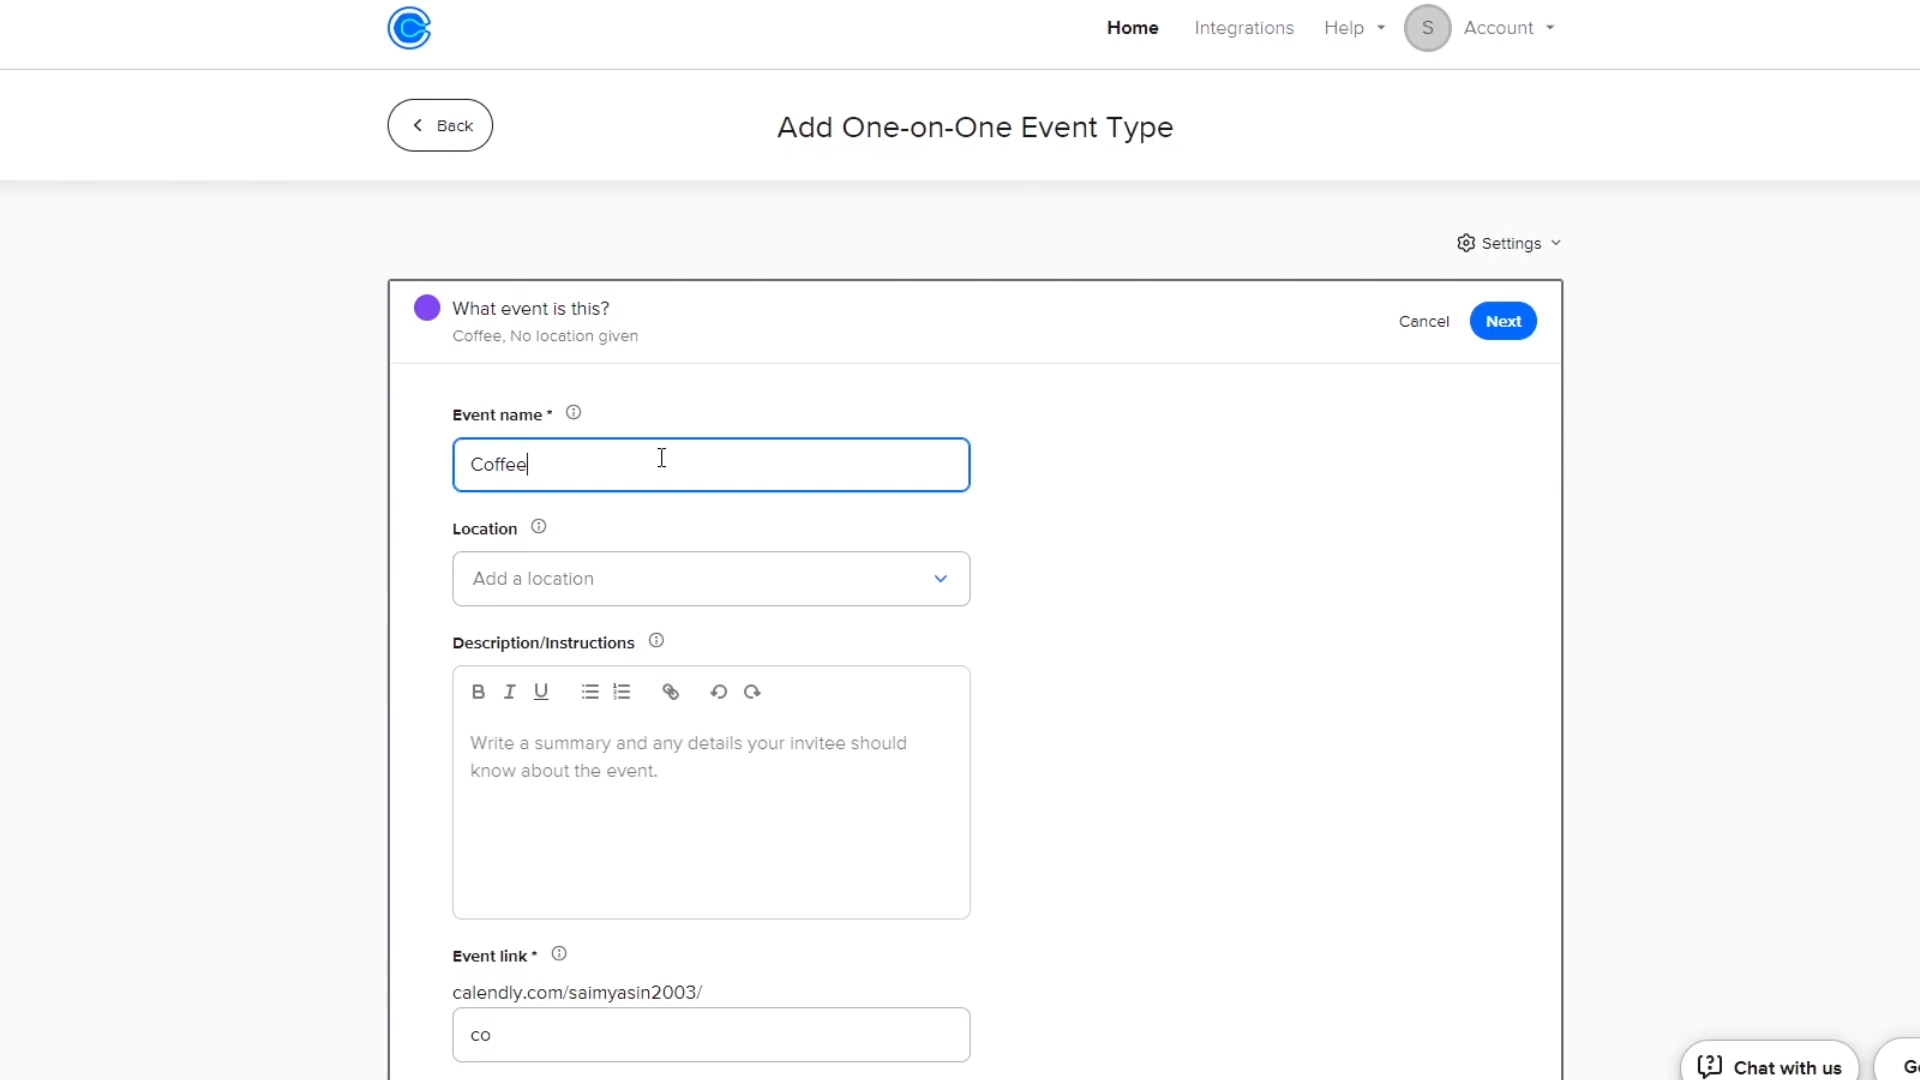 Home Integrations Help S Account
Back
Add One-on-One Event Type
Settings
What event is this?
Coffee, No location given
Cancel Next
Event name *
Coffee
Location
Add a location
Description/Instructions
B I U
Write a summary and any details your invitee should
know about the event.
Event link *
calendly.com/saimyasin2003/
co
Chat with us